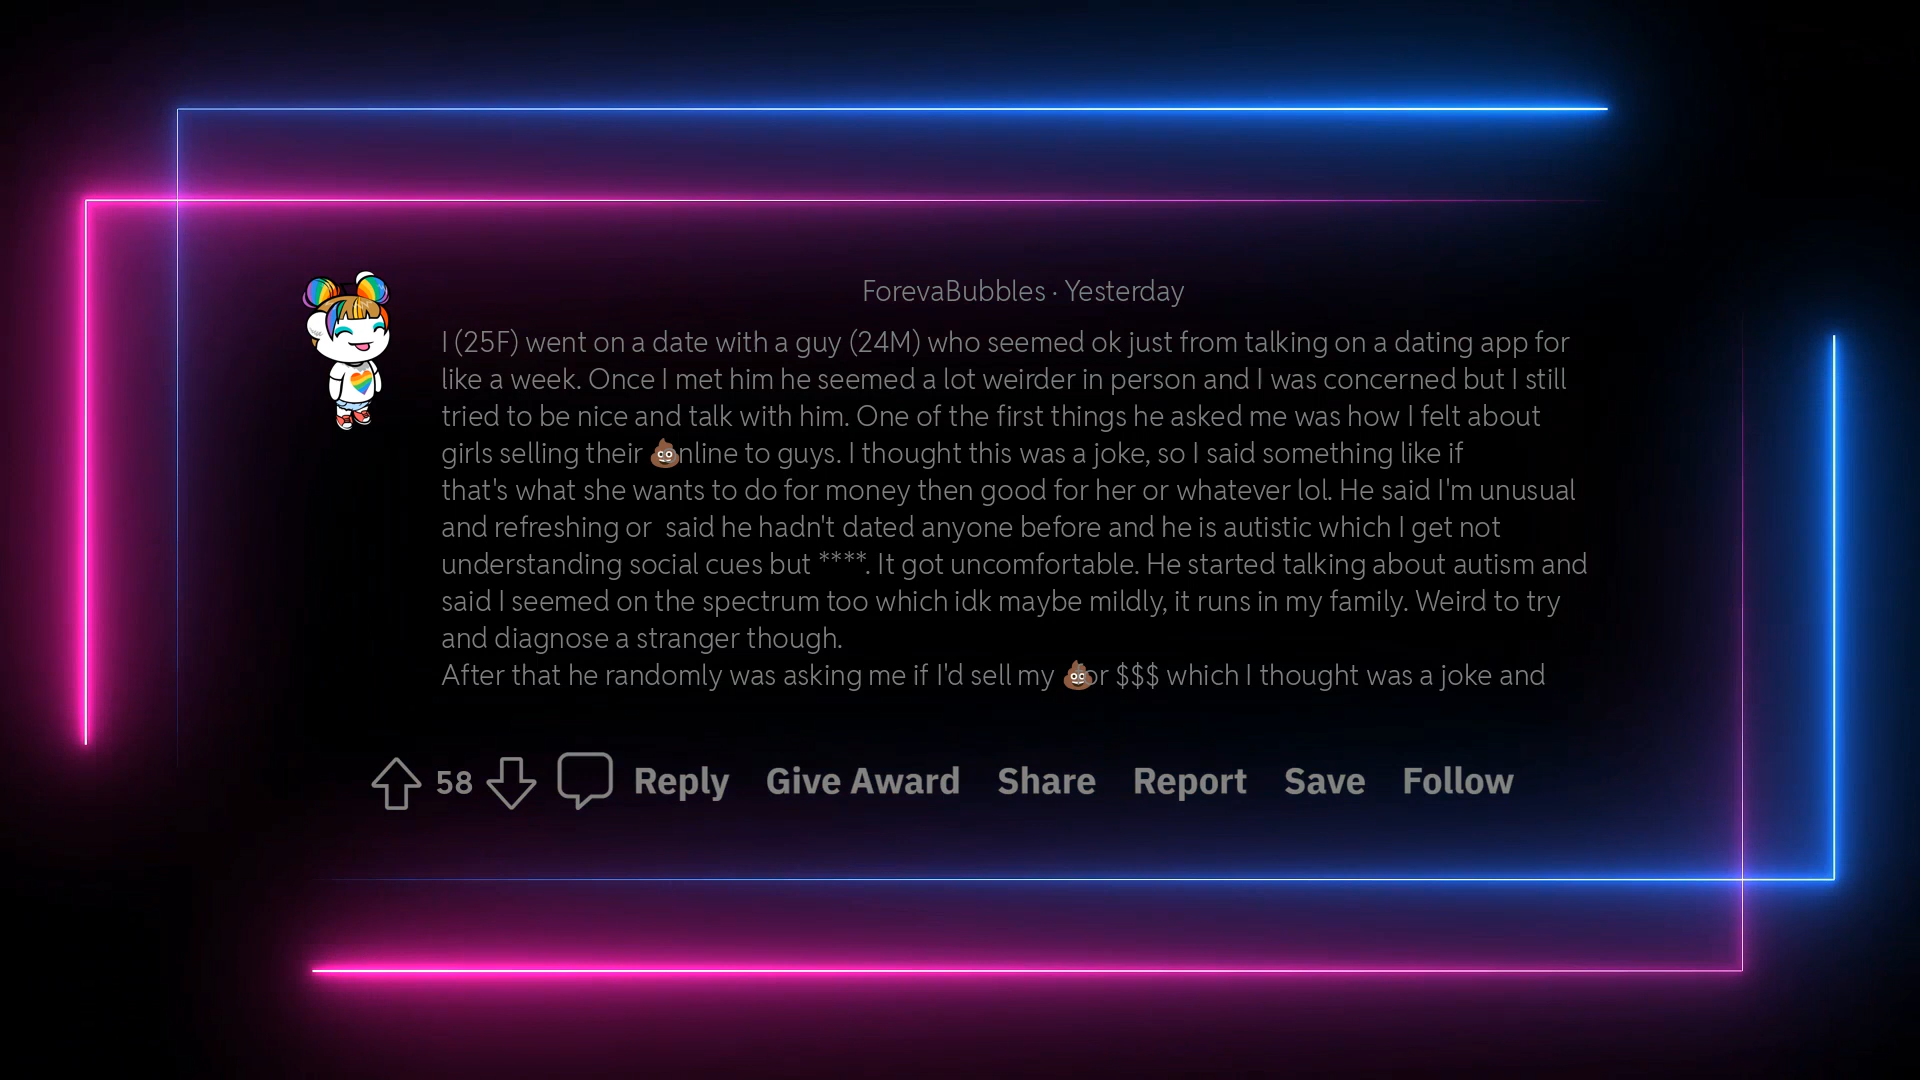 ForevaBubbles · Yesterday
I (25F) went on a date with a guy (24M) who seemed ok just from talking on a dating app for
like a week. Once I met him he seemed a lot weirder in person and I was concerned but I still
tried to be nice and talk with him. One of the first things he asked me was how I felt about
girls selling their 💩nline to guys. I thought this was a joke, so I said something like if
that's what she wants to do for money then good for her or whatever lol. He said I'm unusual
and refreshing or  said he hadn't dated anyone before and he is autistic which I get not
understanding social cues but ****. It got uncomfortable. He started talking about autism and
said I seemed on the spectrum too which idk maybe mildly, it runs in my family. Weird to try
and diagnose a stranger though.
After that he randomly was asking me if I'd sell my 💩or $$$ which I thought was a joke and
58 Reply Give Award Share Report Save Follow